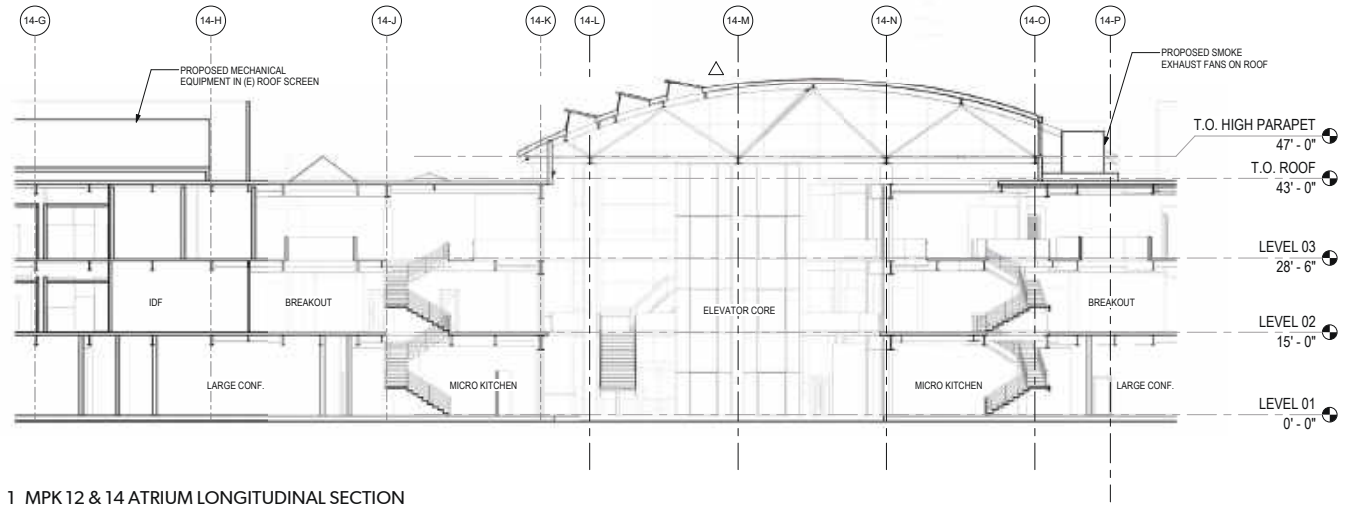 14-G
14-H
14-J
14-K
14-L
14-M
14-N
14-O
14-P
PROPOSED MECHANICAL
EQUIPMENT IN (E) ROOF SCREEN
PROPOSED SMOKE
EXHAUST FANS ON ROOF
T.O. HIGH PARAPET
47' - 0"
T.O. ROOF
43' - 0"
LEVEL 03
28' - 6"
IDF
BREAKOUT
ELEVATOR CORE
BREAKOUT
LEVEL 02
15' - 0"
LARGE CONF.
MICRO KITCHEN
MICRO KITCHEN
LARGE CONF.
LEVEL 01
0' - 0"
1 MPK 12 & 14 ATRIUM LONGITUDINAL SECTION